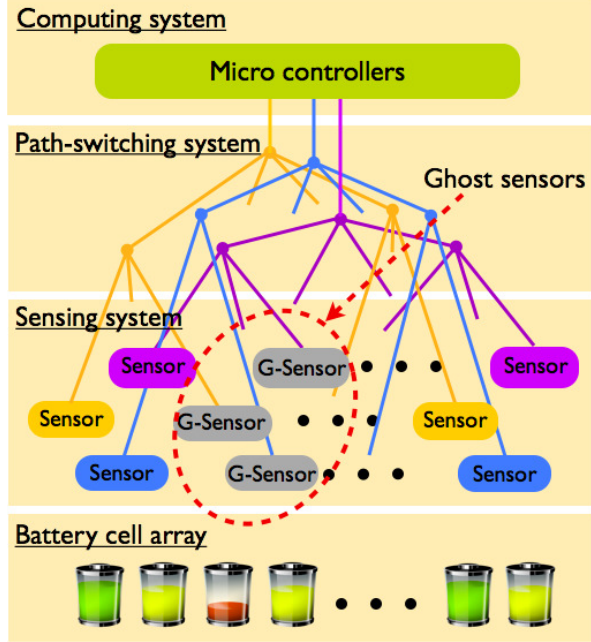 Computing system
Micro controllers
Path-switching system
Ghost sensors
Sensing system
Sensor
G-Sensor
Sensor
Sensor
G-Sensor
Sensor
Sensor
G-Sensor
Sensor
Battery cell array